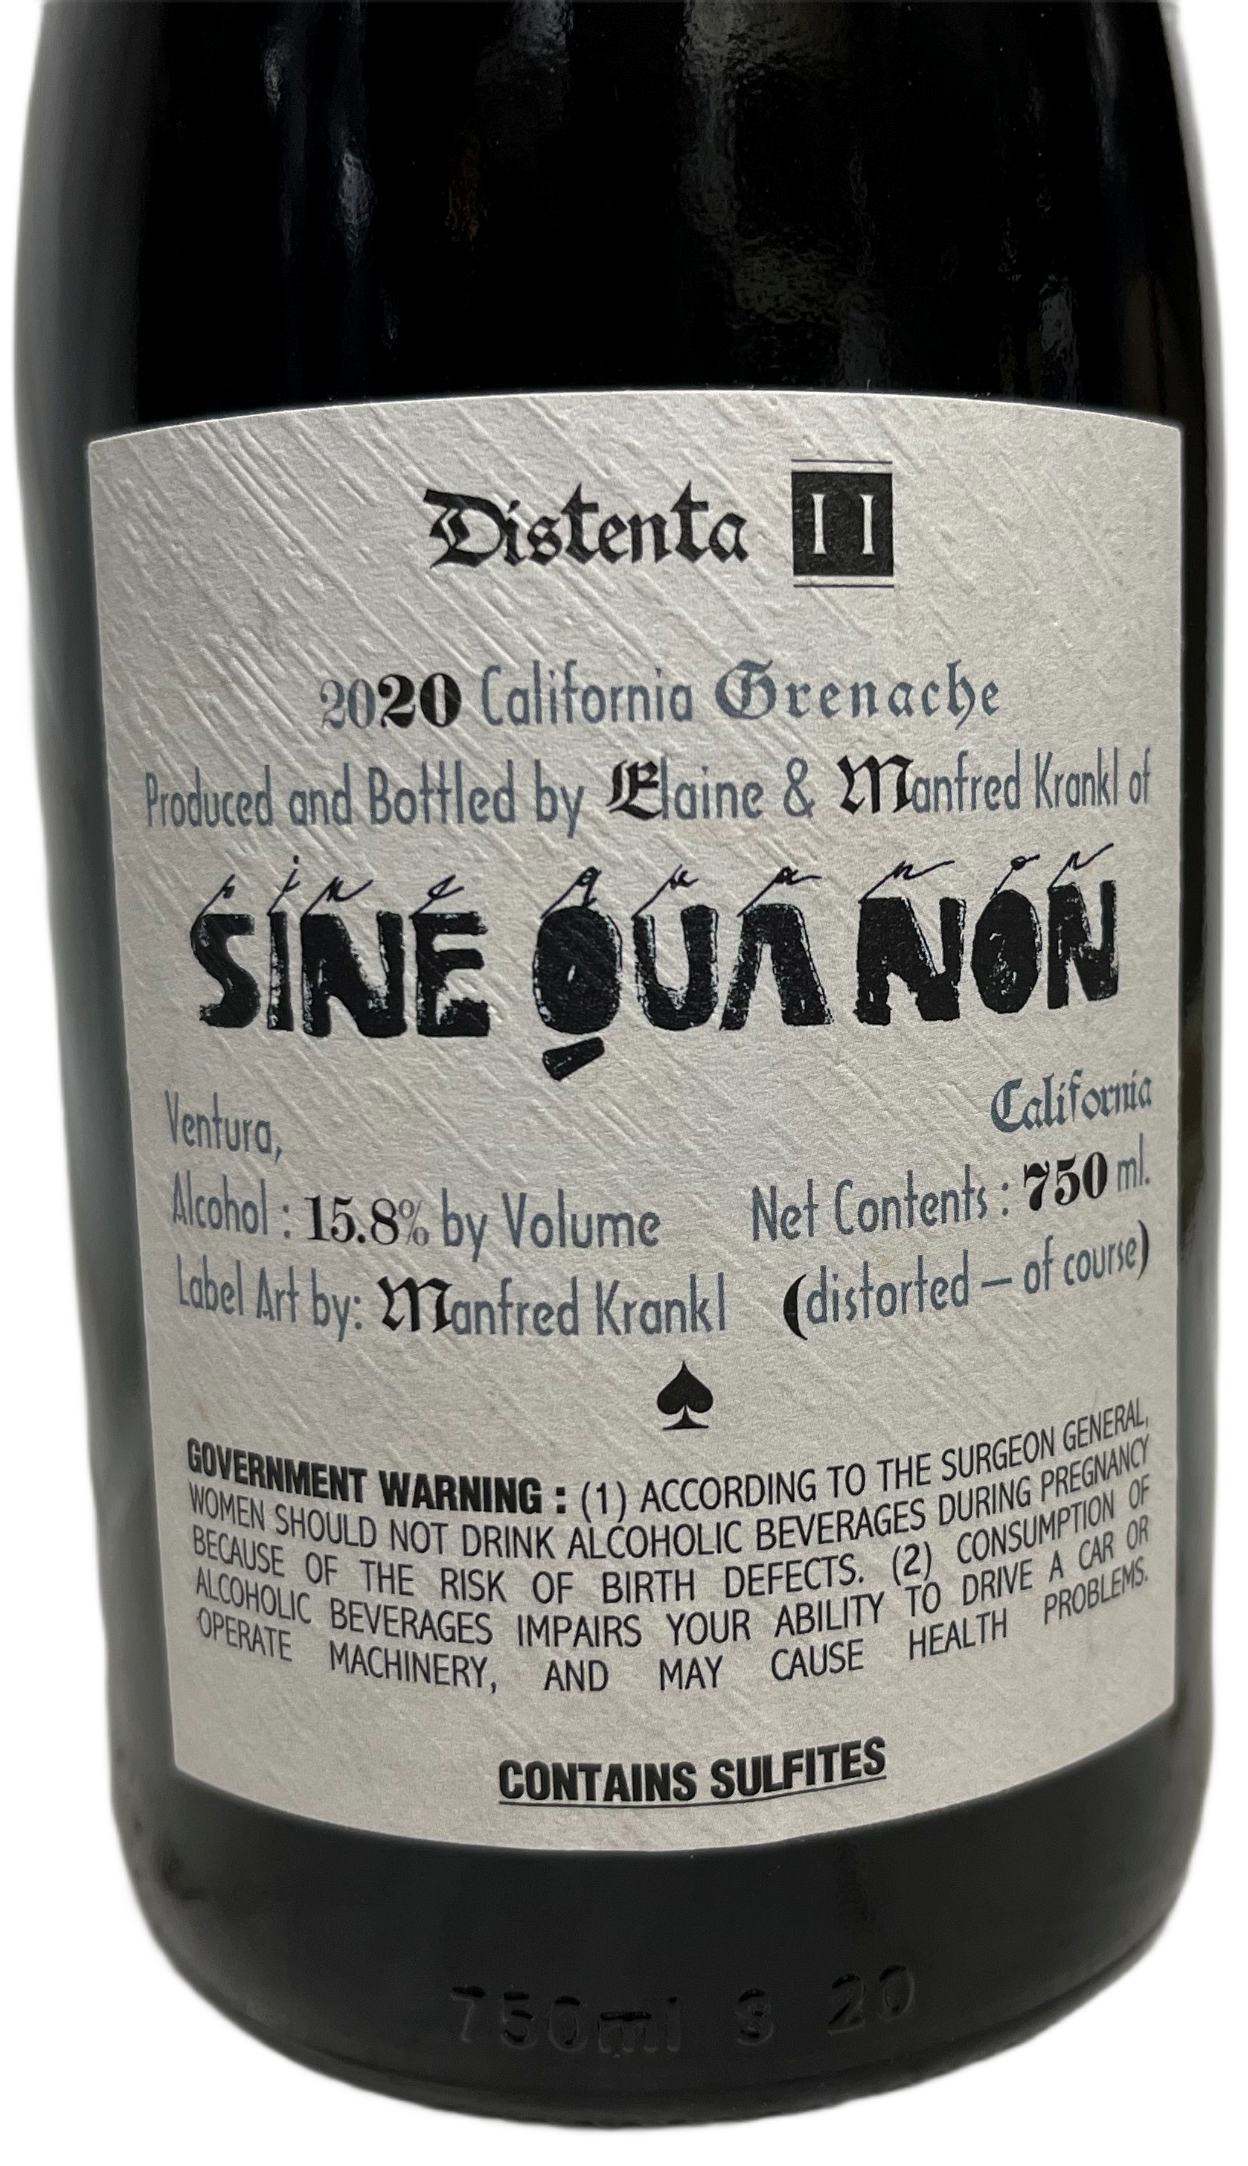 Distenta II
2020 California Grenache
Produced and Bottled by Elaine & Manfred Krankl of
sine qua non
SINE QUA NON
Ventura, California
Alcohol : 15.8% by Volume Net Contents : 750 ml.
Label Art by: Manfred Krankl (distorted – of course)
GOVERNMENT WARNING : (1) ACCORDING TO THE SURGEON GENERAL,
WOMEN SHOULD NOT DRINK ALCOHOLIC BEVERAGES DURING PREGNANCY
BECAUSE OF THE RISK OF BIRTH DEFECTS. (2) CONSUMPTION OF
ALCOHOLIC BEVERAGES IMPAIRS YOUR ABILITY TO DRIVE A CAR OR
OPERATE MACHINERY, AND MAY CAUSE HEALTH PROBLEMS.
CONTAINS SULFITES
750ml 3 20